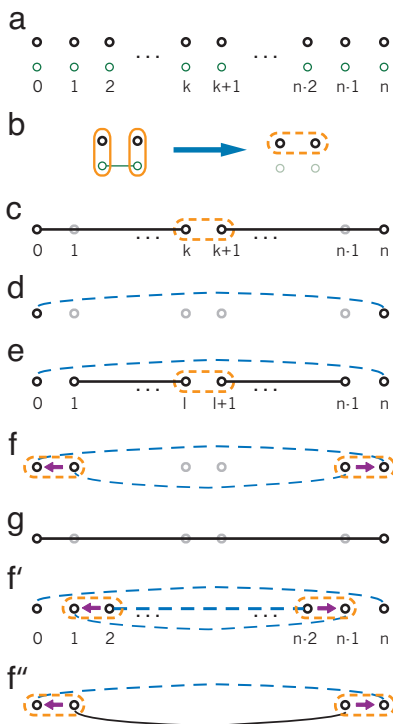 a
... ...
0 1 2 k k+1 n-2 n-1 n
b
c
... ...
0 1 k k+1 n-1 n
d
e
... ...
0 1 l l+1 n-1 n
f
g
f'
... ...
0 1 2 n-2 n-1 n
f"